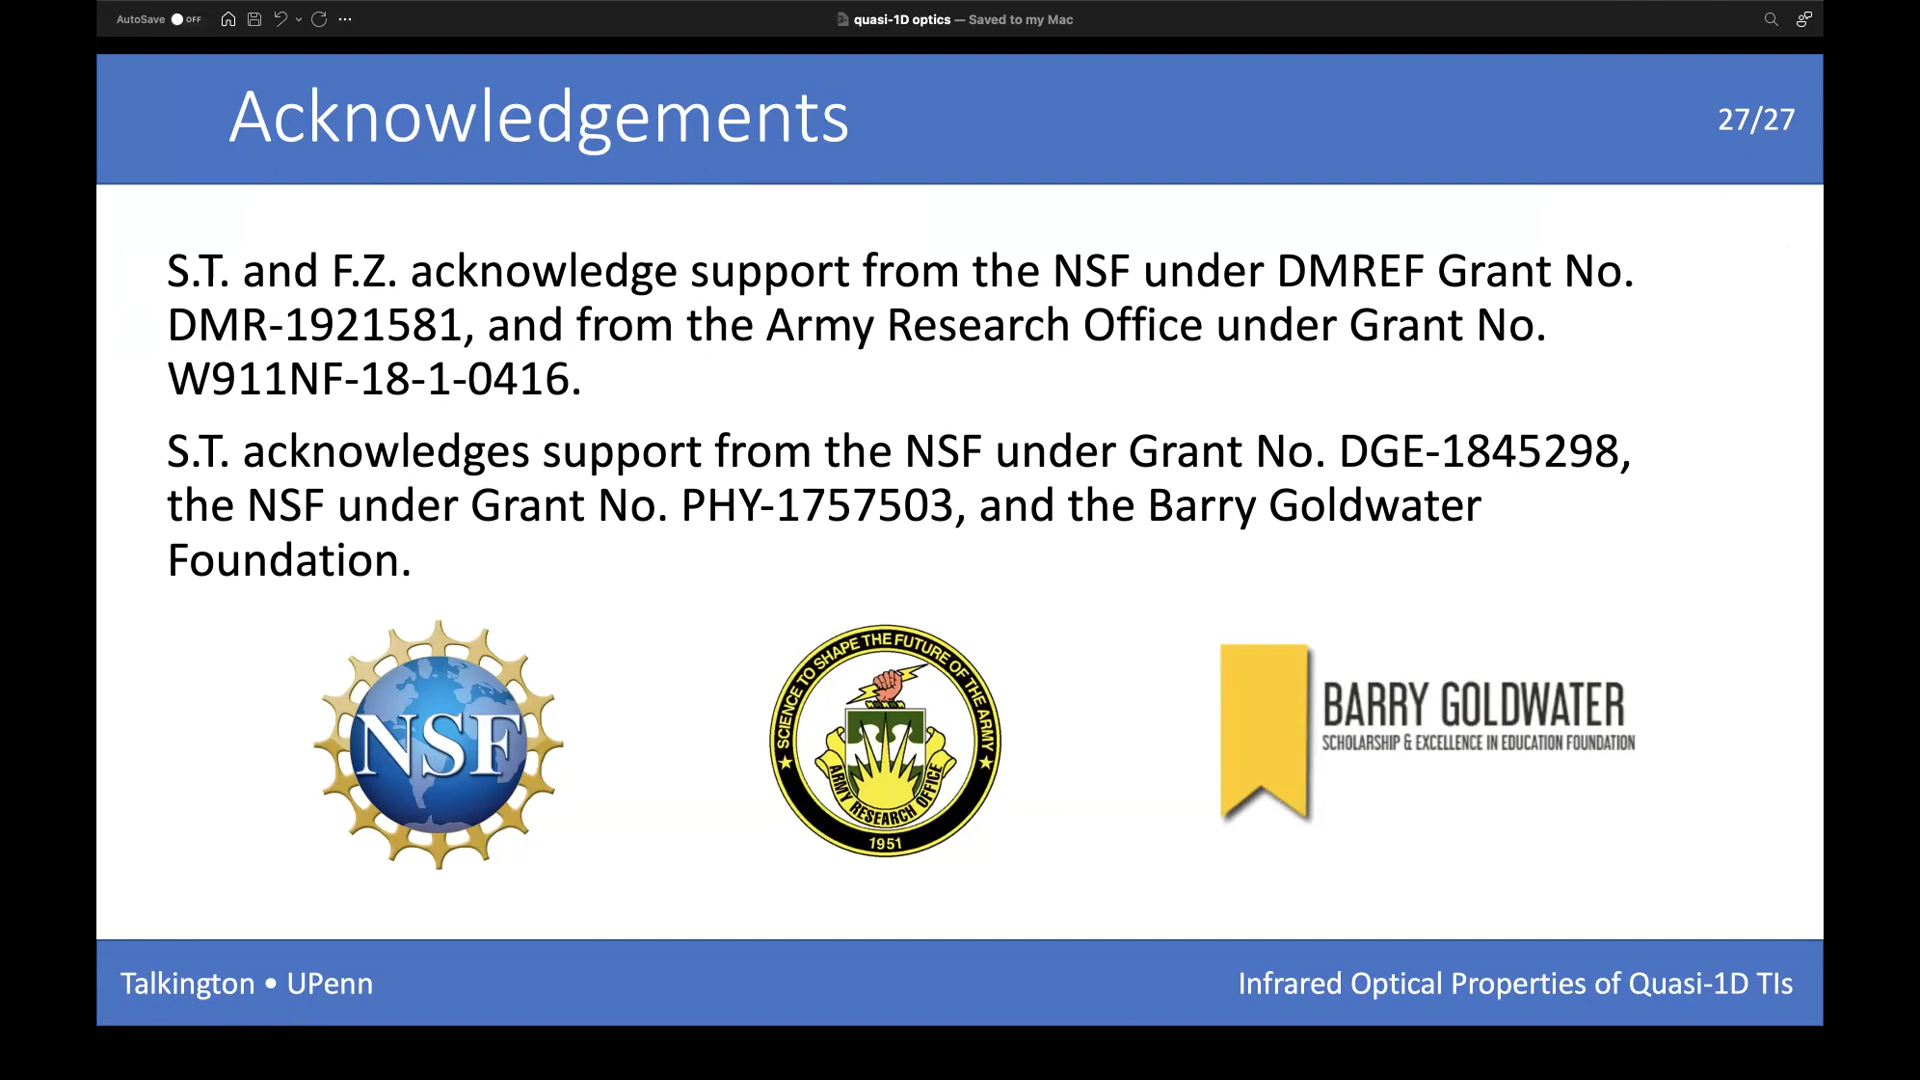 AutoSave OFF
quasi-1D optics — Saved to my Mac
Acknowledgements
27/27
S.T. and F.Z. acknowledge support from the NSF under DMREF Grant No.
DMR-1921581, and from the Army Research Office under Grant No.
W911NF-18-1-0416.
S.T. acknowledges support from the NSF under Grant No. DGE-1845298,
the NSF under Grant No. PHY-1757503, and the Barry Goldwater
Foundation.
NSF
SCIENCE TO SHAPE THE FUTURE OF THE ARMY
ARMY RESEARCH OFFICE
1951
BARRY GOLDWATER
SCHOLARSHIP & EXCELLENCE IN EDUCATION FOUNDATION
Talkington • UPenn
Infrared Optical Properties of Quasi-1D TIs